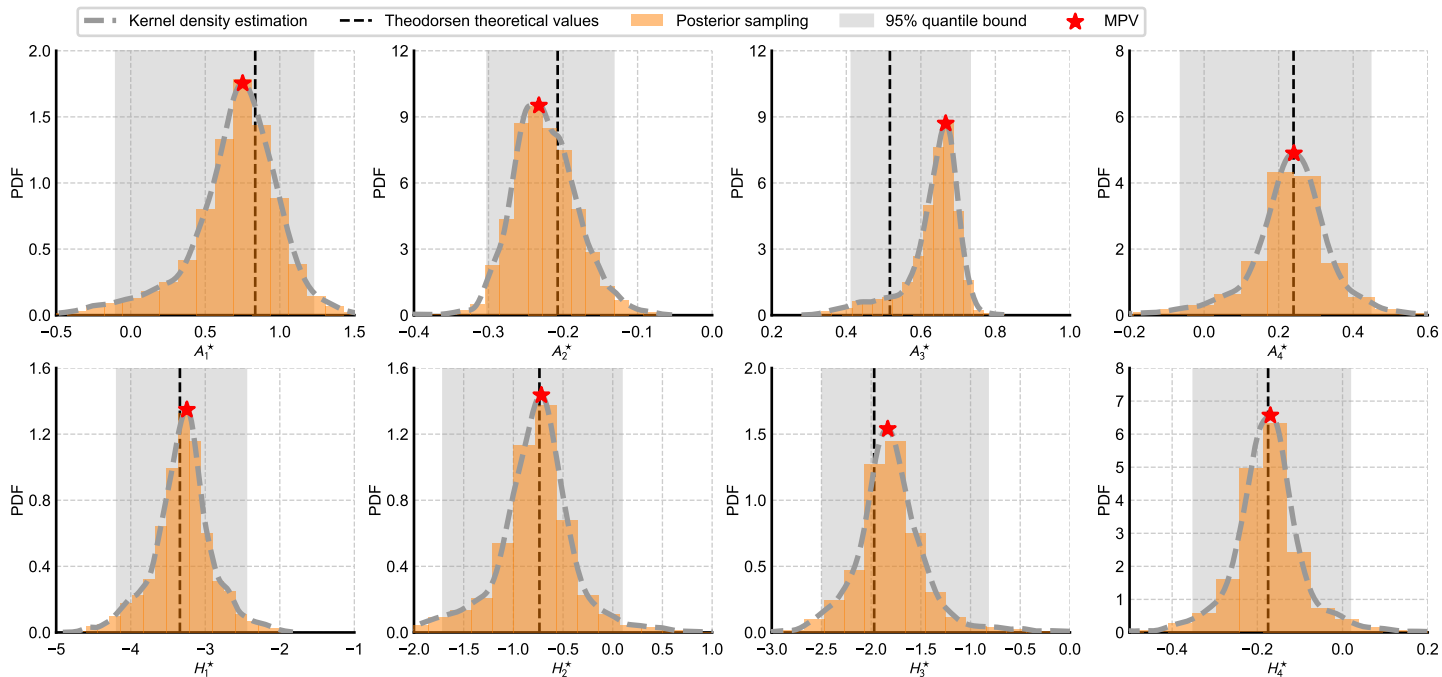 Kernel density estimation Theodorsen theoretical values Posterior sampling 95% quantile bound MPV
2.0 1.5 1.0 0.5 0.0
PDF
−0.5 0.0 0.5 1.0 1.5
A₁*
12 9 6 3 0
PDF
−0.4 −0.3 −0.2 −0.1 0.0
A₂*
12 9 6 3 0
PDF
0.2 0.4 0.6 0.8 1.0
A₃*
8 6 4 2 0
PDF
−0.2 0.0 0.2 0.4 0.6
A₄*
1.6 1.2 0.8 0.4 0.0
PDF
−5 −4 −3 −2 −1
H₁*
1.6 1.2 0.8 0.4 0.0
PDF
−2.0 −1.5 −1.0 −0.5 0.0 0.5 1.0
H₂*
2.0 1.5 1.0 0.5 0.0
PDF
−3.0 −2.5 −2.0 −1.5 −1.0 −0.5 0.0
H₃*
8 7 6 5 4 3 2 1 0
PDF
−0.4 −0.2 0.0 0.2
H₄*